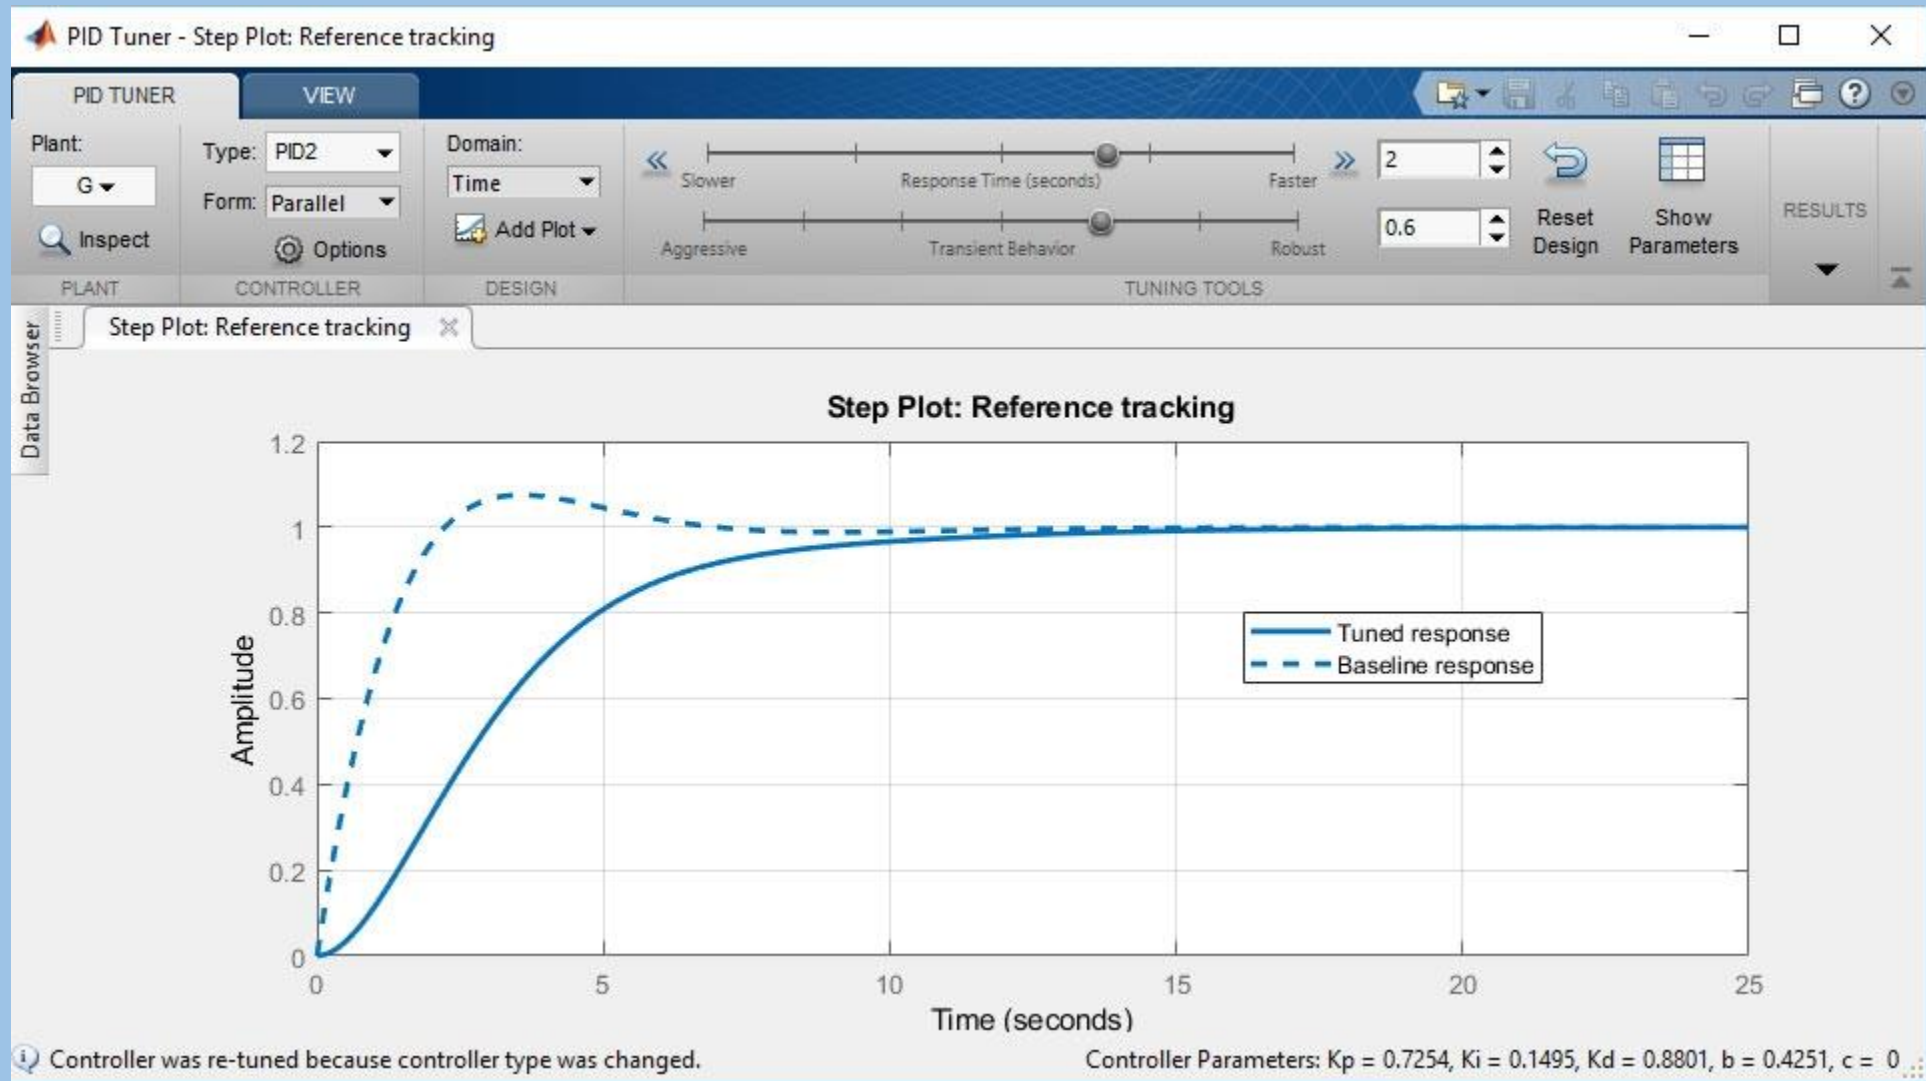 PID Tuner - Step Plot: Reference tracking
PID TUNER
VIEW
Plant:
G
Inspect
PLANT
Type: PID2
Form: Parallel
Options
CONTROLLER
Domain:
Time
Add Plot
DESIGN
Slower
Response Time (seconds)
Faster
2
Aggressive
Transient Behavior
Robust
0.6
Reset
Design
Show
Parameters
TUNING TOOLS
RESULTS
Data Browser
Step Plot: Reference tracking
Step Plot: Reference tracking
1.2
1
0.8
0.6
0.4
0.2
0
Amplitude
Tuned response
Baseline response
0 5 10 15 20 25
Time (seconds)
Controller was re-tuned because controller type was changed.
Controller Parameters: Kp = 0.7254, Ki = 0.1495, Kd = 0.8801, b = 0.4251, c = 0